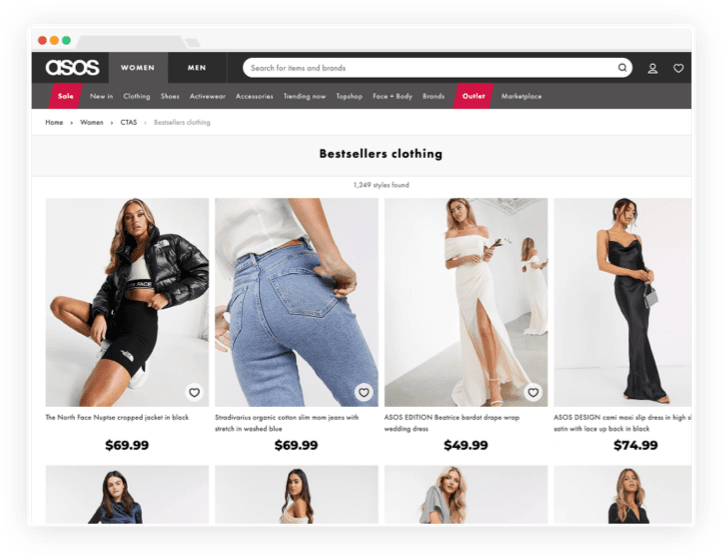 asos
WOMEN
MEN
Search for items and brands
Sale
New in
Clothing
Shoes
Activewear
Accessories
Trending now
Topshop
Face + Body
Brands
Outlet
Marketplace
Home › Women › CTAS ‹ Bestsellers clothing
Bestsellers clothing
1,249 styles found
The North Face Nuptse cropped jacket in black
$69.99
Stradivarius organic cotton slim mom jeans with
stretch in washed blue
$69.99
ASOS EDITION Beatrice bardot drape wrap
wedding dress
$49.99
ASOS DESIGN cami maxi slip dress in high
satin with lace up back in black
$74.99